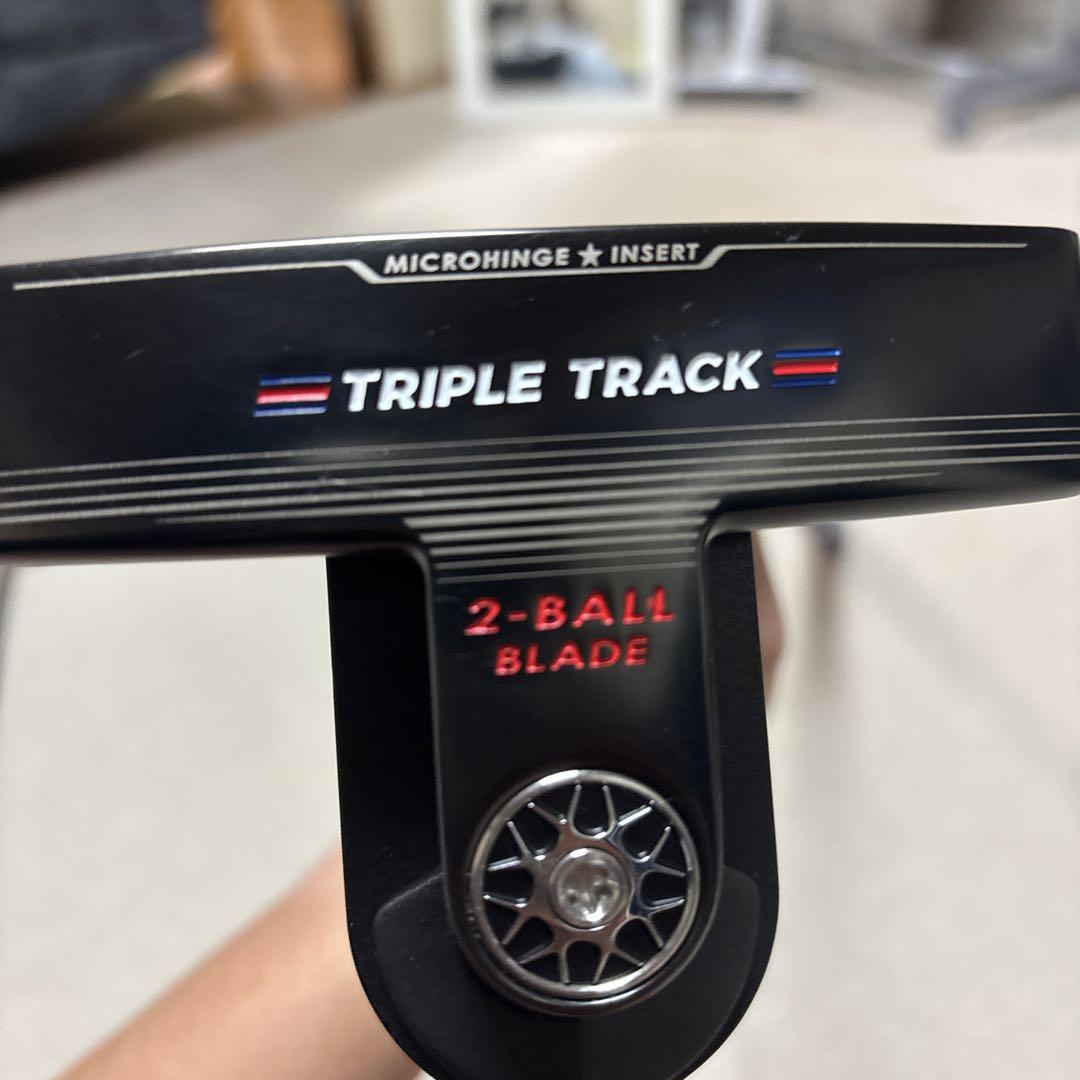 MICROHINGE ★ INSERT
TRIPLE TRACK
2-BALL
BLADE